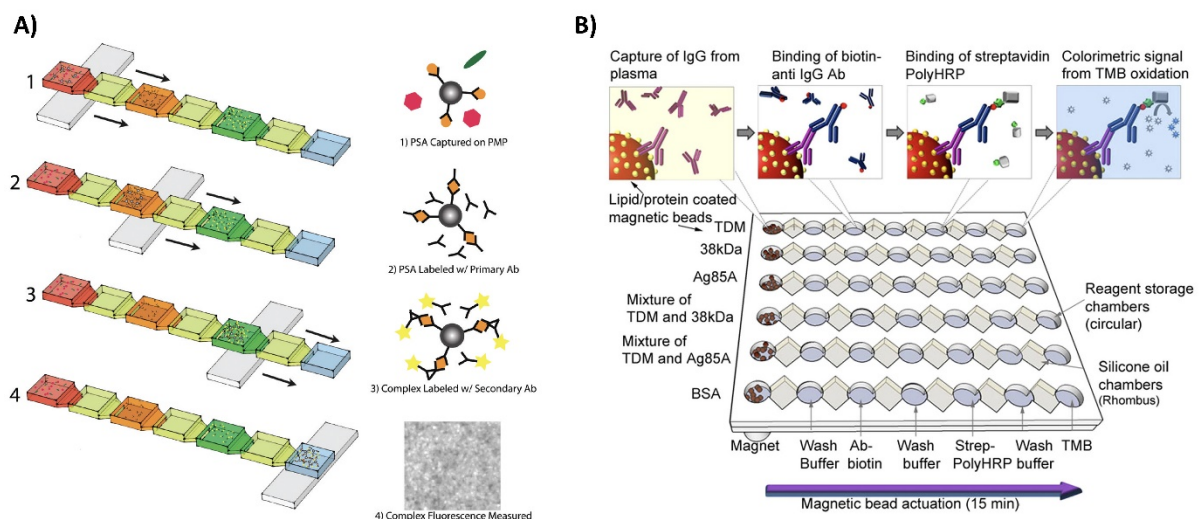 A)
1
2
3
4
1) PSA Captured on PMP
2) PSA Labeled w/ Primary Ab
3) Complex Labeled w/ Secondary Ab
4) Complex Fluorescence Measured
B)
Capture of IgG from
plasma
Binding of biotin-
anti IgG Ab
Binding of streptavidin
PolyHRP
Colorimetric signal
from TMB oxidation
Lipid/protein coated
magnetic beads
TDM
38kDa
Ag85A
Mixture of
TDM and 38kDa
Mixture of
TDM and Ag85A
BSA
Reagent storage
chambers
(circular)
Silicone oil
chambers
(Rhombus)
Magnet
Wash
Buffer
Ab-
biotin
Wash
buffer
Strep-
PolyHRP
Wash
buffer
TMB
Magnetic bead actuation (15 min)